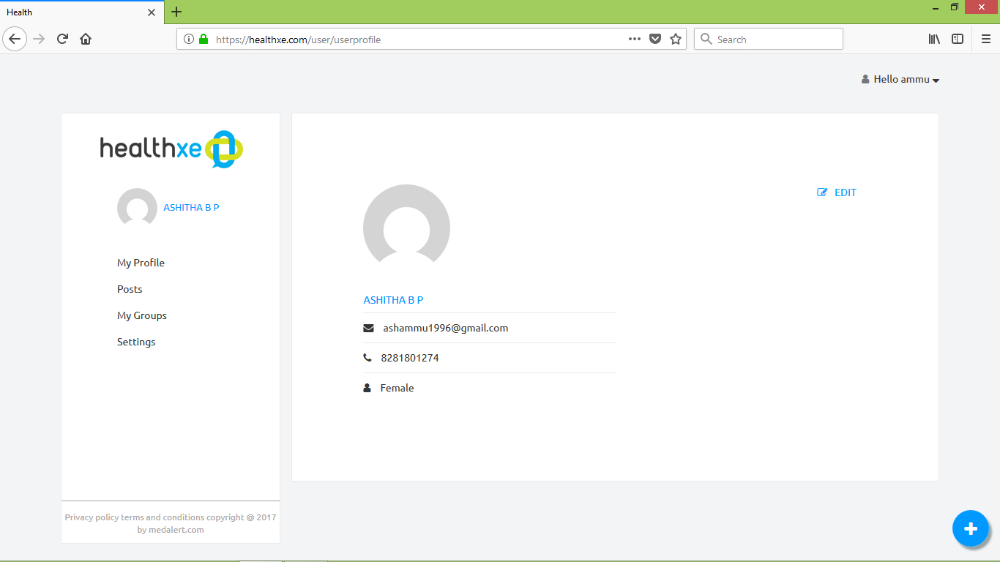 Health
https://healthxe.com/user/userprofile
Search
Hello ammu
healthxe
ASHITHA B P
My Profile
Posts
My Groups
Settings
Privacy policy terms and conditions copyright @ 2017
by medalert.com
EDIT
ASHITHA B P
ashammu1996@gmail.com
8281801274
Female